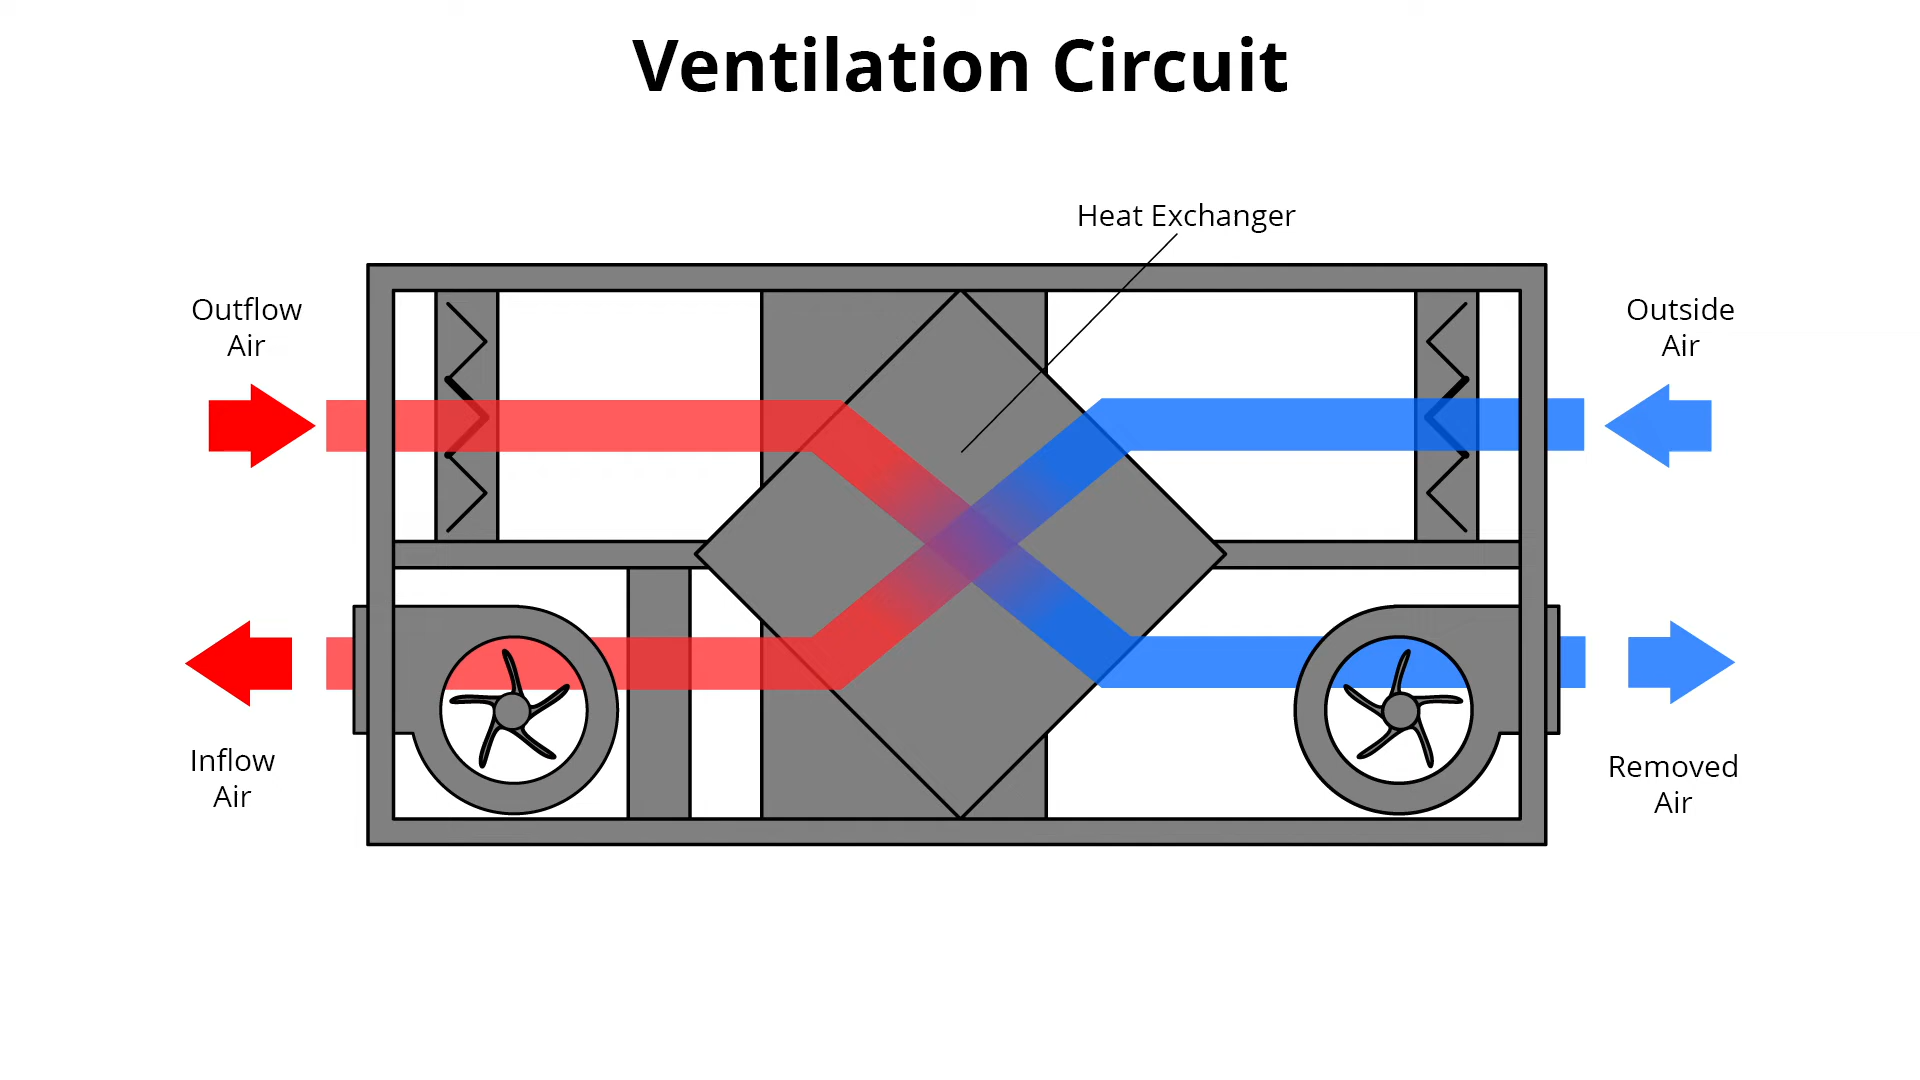 Ventilation Circuit
Heat Exchanger
Outflow
Air
Outside
Air
Inflow
Air
Removed
Air